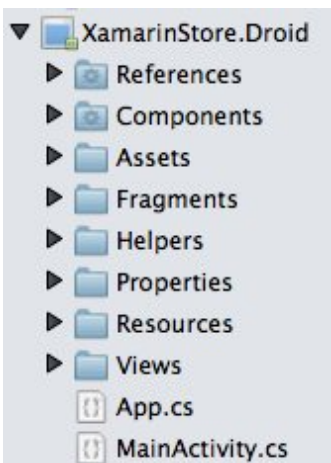 XamarinStore.Droid
References
Components
Assets
Fragments
Helpers
Properties
Resources
Views
App.cs
MainActivity.cs